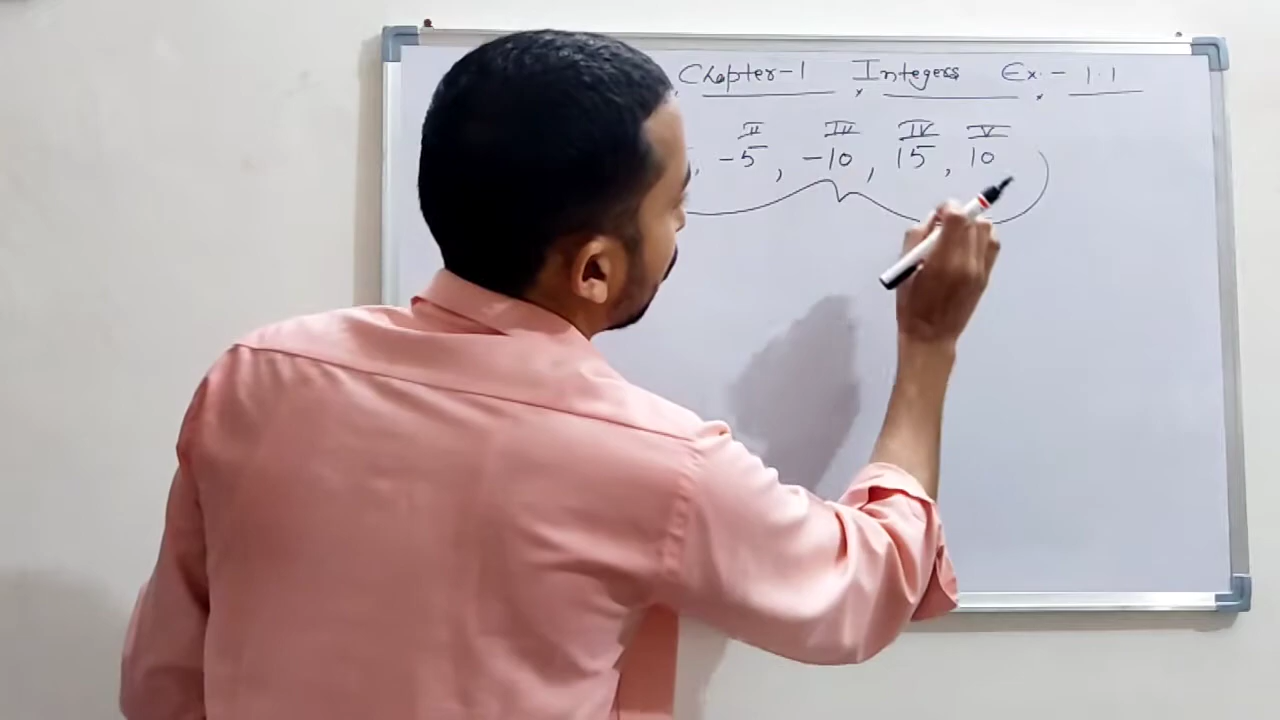 Chapter-1 Integers Ex.- 1.1
II III IV V
, -5, -10, 15, 10